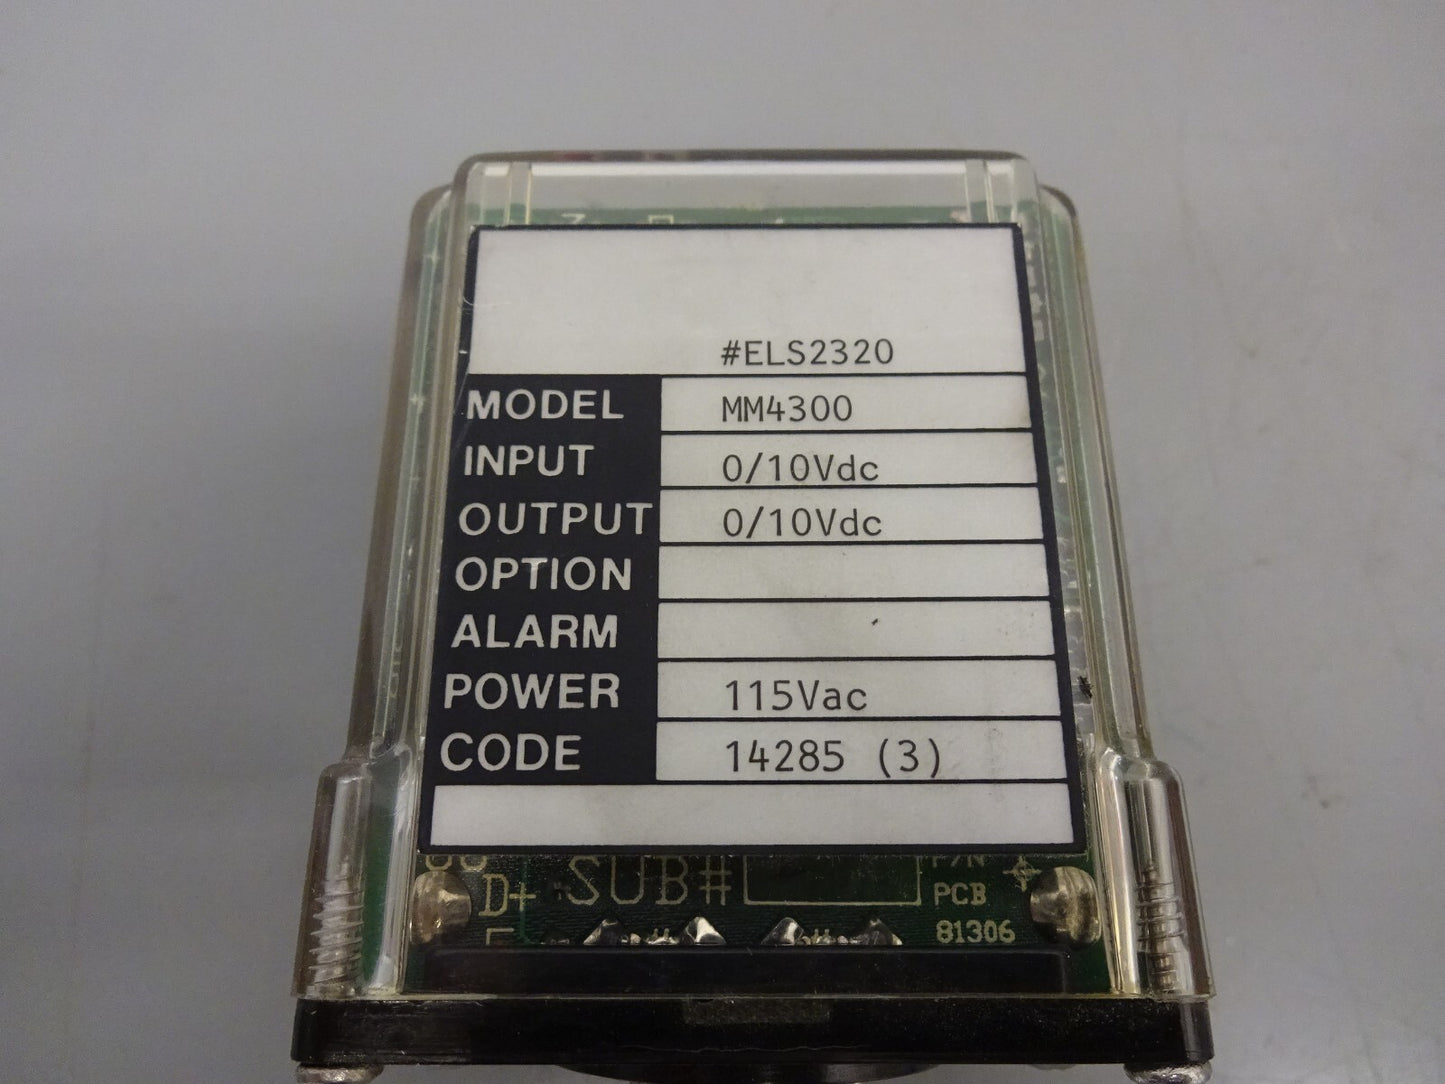 #ELS2320
MODEL MM4300
INPUT 0/10Vdc
OUTPUT 0/10Vdc
OPTION
ALARM
POWER 115Vac
CODE 14285 (3)
D+ SUB# P/N
PCB
81306